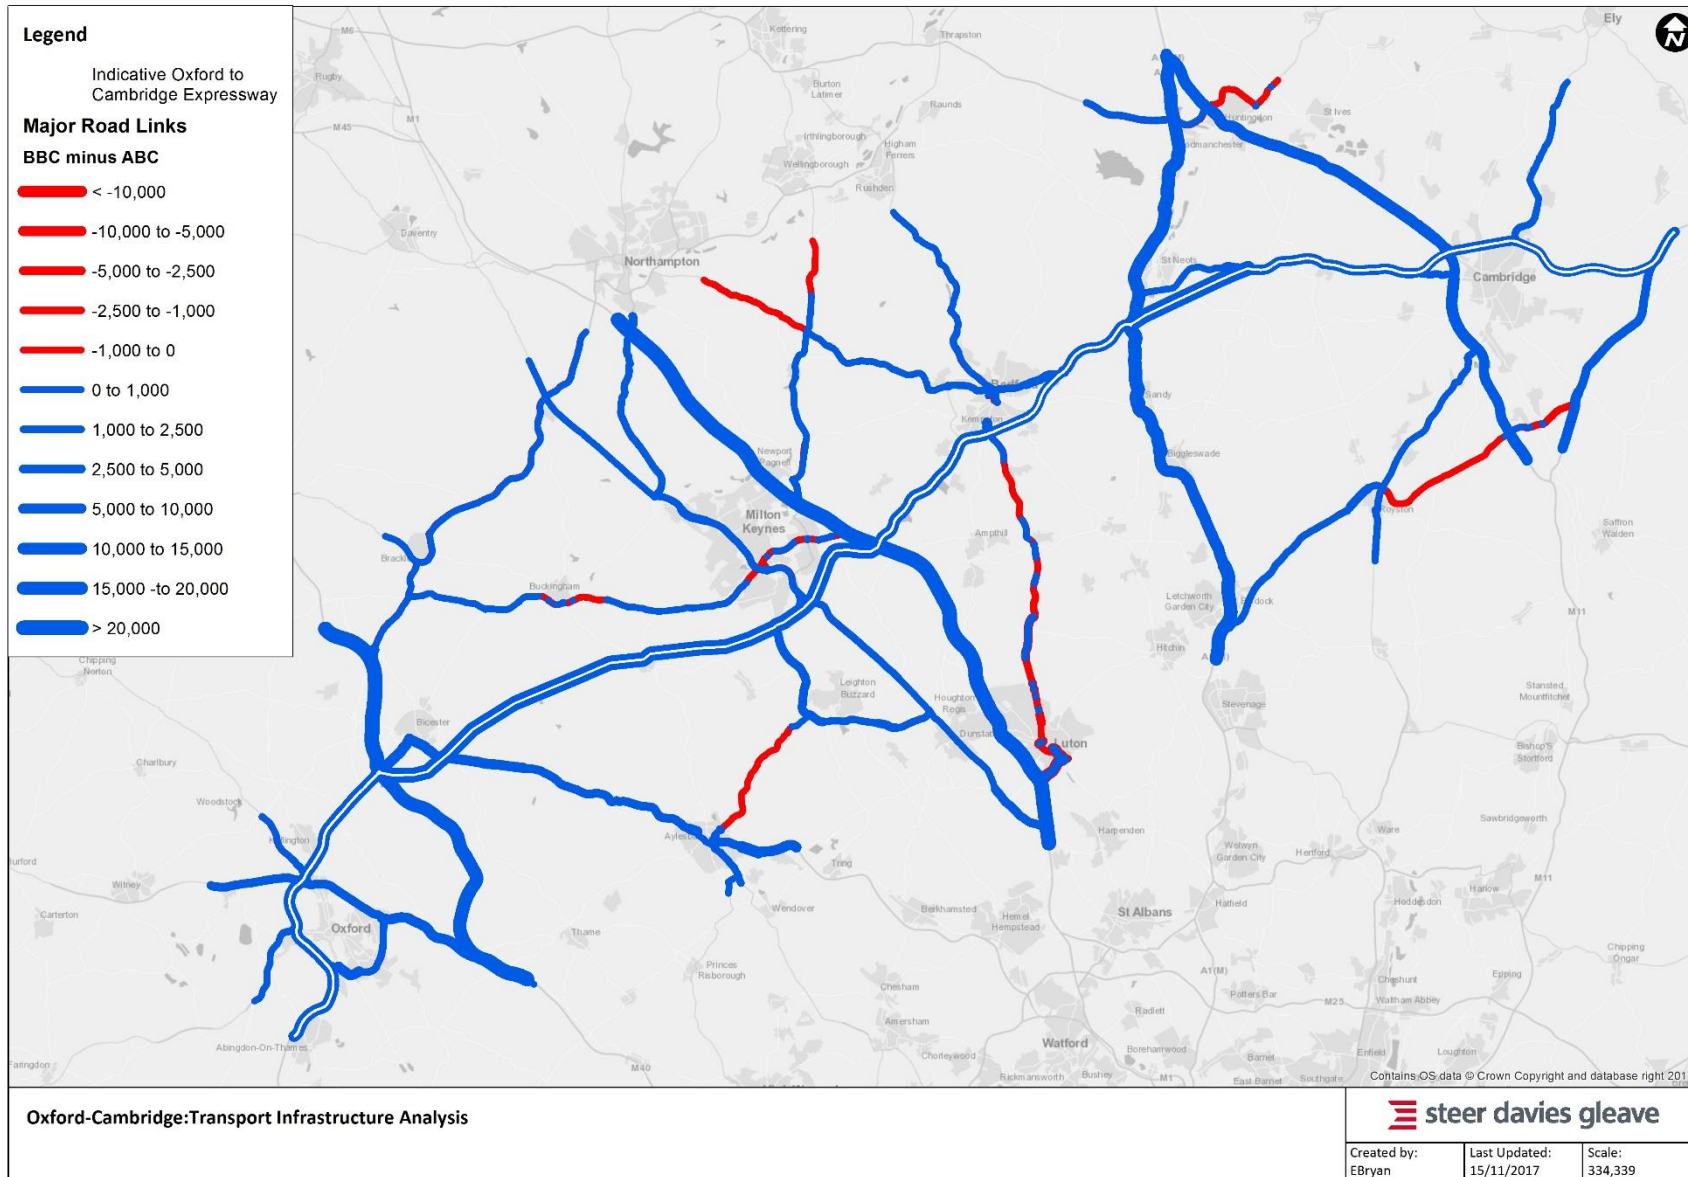 Legend
Indicative Oxford to
Cambridge Expressway
Major Road Links
BBC minus ABC
< -10,000
-10,000 to -5,000
-5,000 to -2,500
-2,500 to -1,000
-1,000 to 0
0 to 1,000
1,000 to 2,500
2,500 to 5,000
5,000 to 10,000
10,000 to 15,000
15,000 -to 20,000
> 20,000
N
Ely
Kettering
Thrapston
M6
Rugby
Burton
Latimer
Raunds
St Ives
Huntingdon
M1
M45
Irthlingborough
Higham
Ferrers
Wellingborough
Rushden
Daventry
Northampton
St Neots
Cambridge
Kempston
Sandy
Biggleswade
Newport
Pagnell
Milton
Keynes
Ampthill
Royston
Saffron
Walden
Buckingham
Letchworth
Garden City
M11
Hitchin
Chipping
Norton
Leighton
Buzzard
Houghton
Regis
Stansted
Mountfitchet
Stevenage
Bicester
Luton
Bishop'S
Stortford
Charlbury
Woodstock
Harpenden
Sawbridgeworth
Ware
Tring
Welwyn
Garden City
Hertford
Witney
Harlow
M11
Wendover
Berkhamsted
St Albans
Hatfield
Hoddesdon
Carterton
Oxford
Hemel
Hempstead
Thame
Chipping
Ongar
Princes
Risborough
A1(M)
Cheshunt
Epping
Chesham
Potters Bar
M25
Waltham Abbey
Amersham
Radlett
Abingdon-On-Thames
Watford
Faringdon
Chorleywood
Borehamwood
Barnet
Enfield
Loughton
M40
Rickmansworth
Bushey
M1
East Barnet
Southgate
Contains OS data © Crown Copyright and database right 201
Oxford-Cambridge:Transport Infrastructure Analysis
steer davies gleave
Created by:
EBryan
Last Updated:
15/11/2017
Scale:
334,339